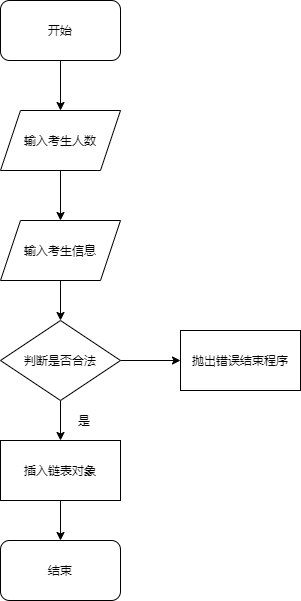 开始
输入考生人数
输入考生信息
判断是否合法
抛出错误结束程序
是
插入链表对象
结束